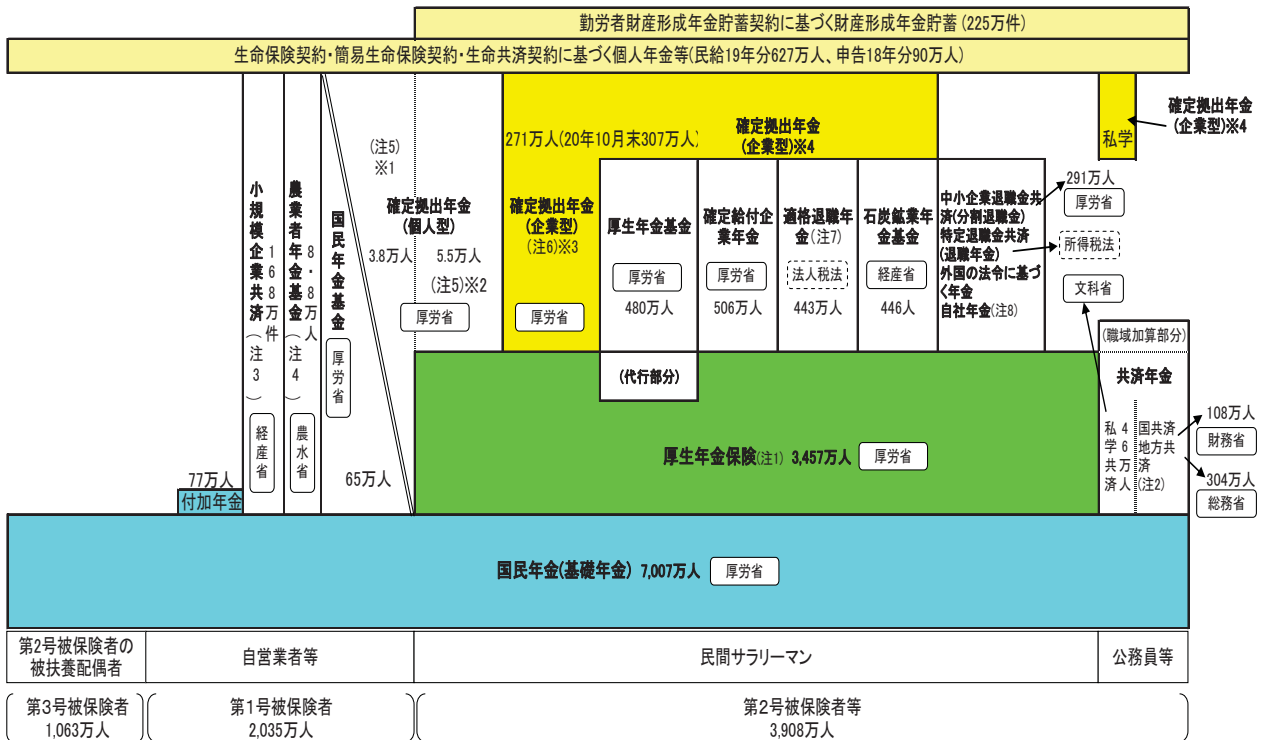 勤労者財産形成年金貯蓄契約に基づく財産形成年金貯蓄(225万件)
生命保険契約・簡易生命保険契約・生命共済契約に基づく個人年金等(民給19年分627万人、申告18年分90万人)
小規模企業共済(注3)
168万件
経産省
農業者年金基金(注4)
8・8万人
農水省
国民年金基金
厚労省
65万人
(注5)
※1
確定拠出年金
(個人型)
3.8万人
5.5万人
(注5)※2
厚労省
271万人(20年10月末307万人)
確定拠出年金
(企業型)※4
確定拠出年金
(企業型)
(注6)※3
厚労省
厚生年金基金
厚労省
480万人
(代行部分)
確定給付企
業年金
厚労省
506万人
適格退職年
金(注7)
法人税法
443万人
石炭鉱業年
金基金
経産省
446人
中小企業退職金共
済(分割退職金)
特定退職金共済
(退職年金)
外国の法令に基づ
く年金
自社年金(注8)
私学
確定拠出年金
(企業型)※4
291万人
厚労省
所得税法
文科省
(職域加算部分)
共済年金
私学共済
46万人
国共済
地方共
済
(注2)
108万人
財務省
304万人
総務省
厚生年金保険(注1) 3,457万人
厚労省
77万人
付加年金
国民年金(基礎年金) 7,007万人
厚労省
第2号被保険者の
被扶養配偶者
自営業者等
民間サラリーマン
公務員等
第3号被保険者
1,063万人
第1号被保険者
2,035万人
第2号被保険者等
3,908万人